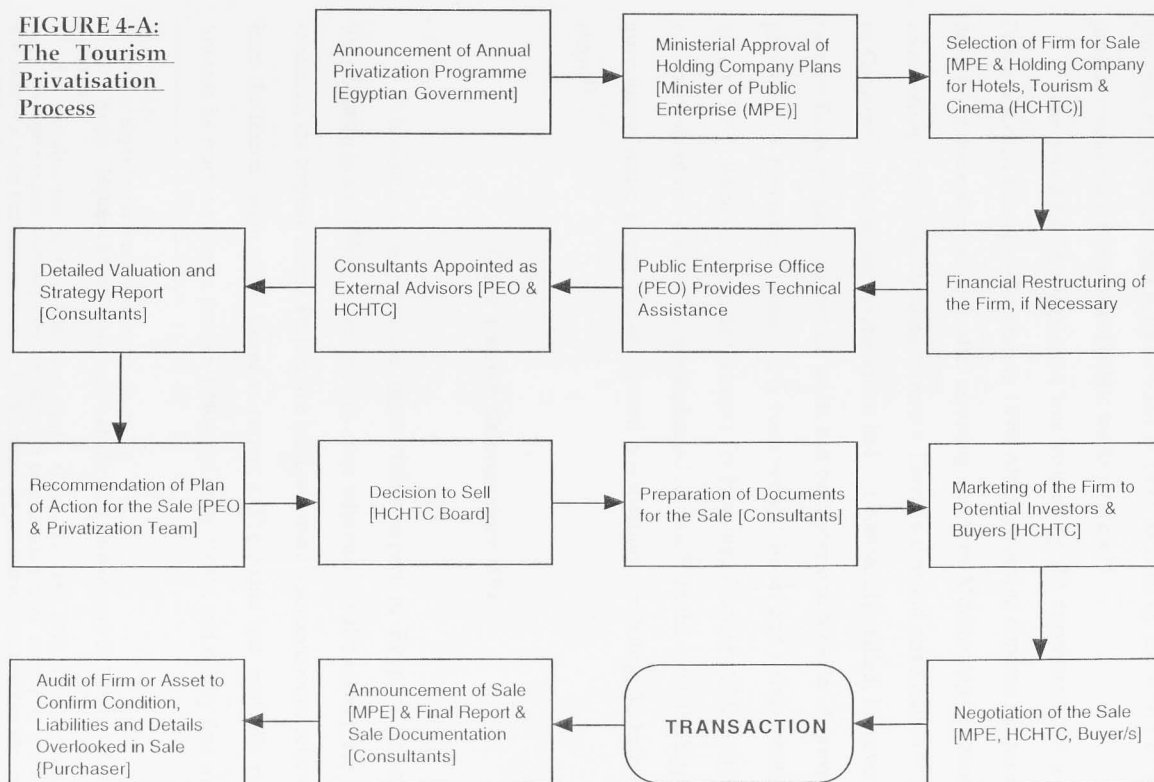 FIGURE 4-A:
The Tourism
Privatisation
Process
Announcement of Annual
Privatization Programme
[Egyptian Government]
Ministerial Approval of
Holding Company Plans
[Minister of Public
Enterprise (MPE)]
Selection of Firm for Sale
[MPE & Holding Company
for Hotels, Tourism &
Cinema (HCHTC)]
Financial Restructuring of
the Firm, if Necessary
Public Enterprise Office
(PEO) Provides Technical
Assistance
Consultants Appointed as
External Advisors [PEO &
HCHTC]
Detailed Valuation and
Strategy Report
[Consultants]
Recommendation of Plan
of Action for the Sale [PEO
& Privatization Team]
Decision to Sell
[HCHTC Board]
Preparation of Documents
for the Sale [Consultants]
Marketing of the Firm to
Potential Investors &
Buyers [HCHTC]
Negotiation of the Sale
[MPE, HCHTC, Buyer/s]
TRANSACTION
Announcement of Sale
[MPE] & Final Report &
Sale Documentation
[Consultants]
Audit of Firm or Asset to
Confirm Condition,
Liabilities and Details
Overlooked in Sale
{Purchaser]